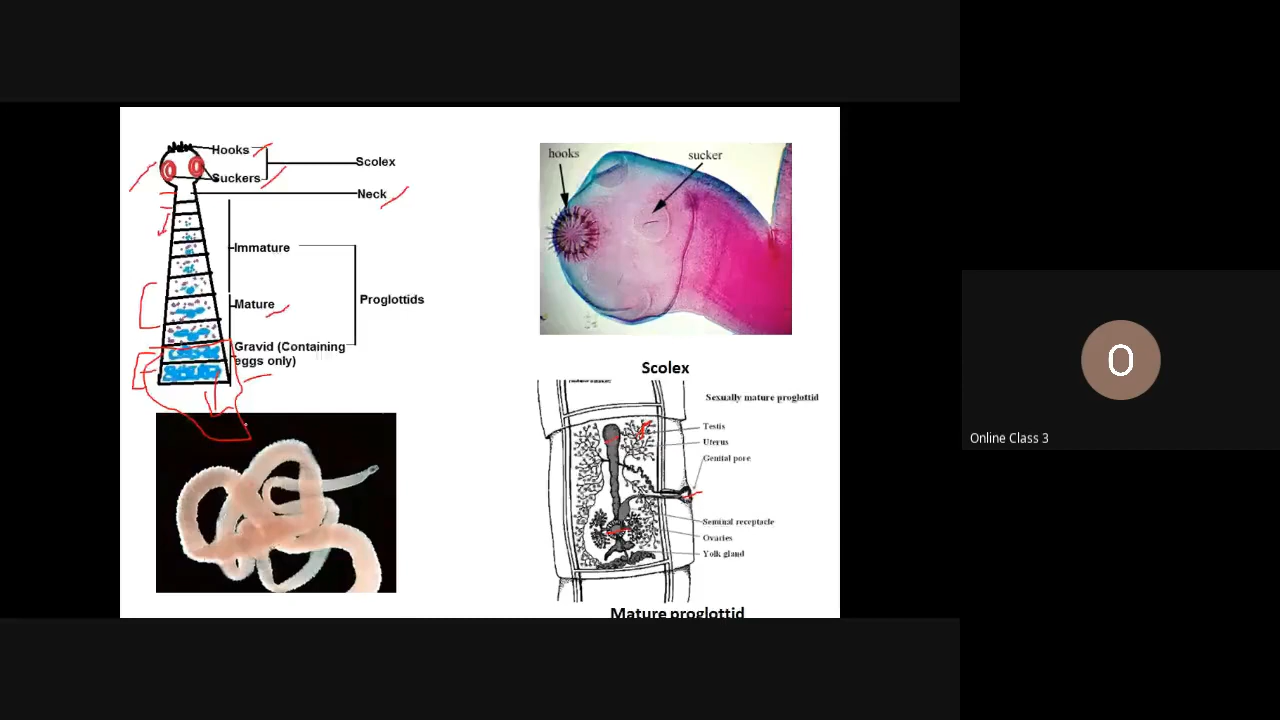 Hooks
Scolex
Suckers
Neck
Immature
Mature
Proglottids
Gravid (Containing
eggs only)
hooks
sucker
Scolex
Sexually mature proglottid
Testis
Uterus
Genital pore
Seminal receptacle
Ovaries
Yolk gland
Mature proglottid
O
Online Class 3